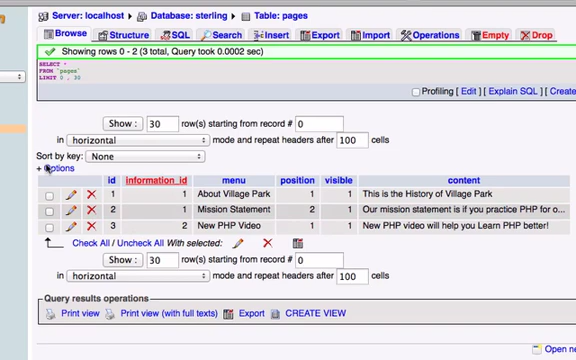 Server: localhost ▸ Database: sterling ▸ Table: pages
Browse Structure SQL Search Insert Export Import Operations Empty Drop
Showing rows 0 - 2 (3 total, Query took 0.0002 sec)
SELECT *
FROM `pages`
LIMIT 0 , 30
Profiling [ Edit ] [ Explain SQL ] [ Create
Show : 30 row(s) starting from record # 0
in horizontal mode and repeat headers after 100 cells
Sort by key: None
+ Options
id information_id menu position visible content
1 1 About Village Park 1 1 This is the History of Village Park
2 1 Mission Statement 2 1 Our mission statement is if you practice PHP for o...
3 2 New PHP Video 1 1 New PHP video will help you Learn PHP better!
Check All / Uncheck All With selected:
Show : 30 row(s) starting from record # 0
in horizontal mode and repeat headers after 100 cells
Query results operations
Print view Print view (with full texts) Export CREATE VIEW
Open ne